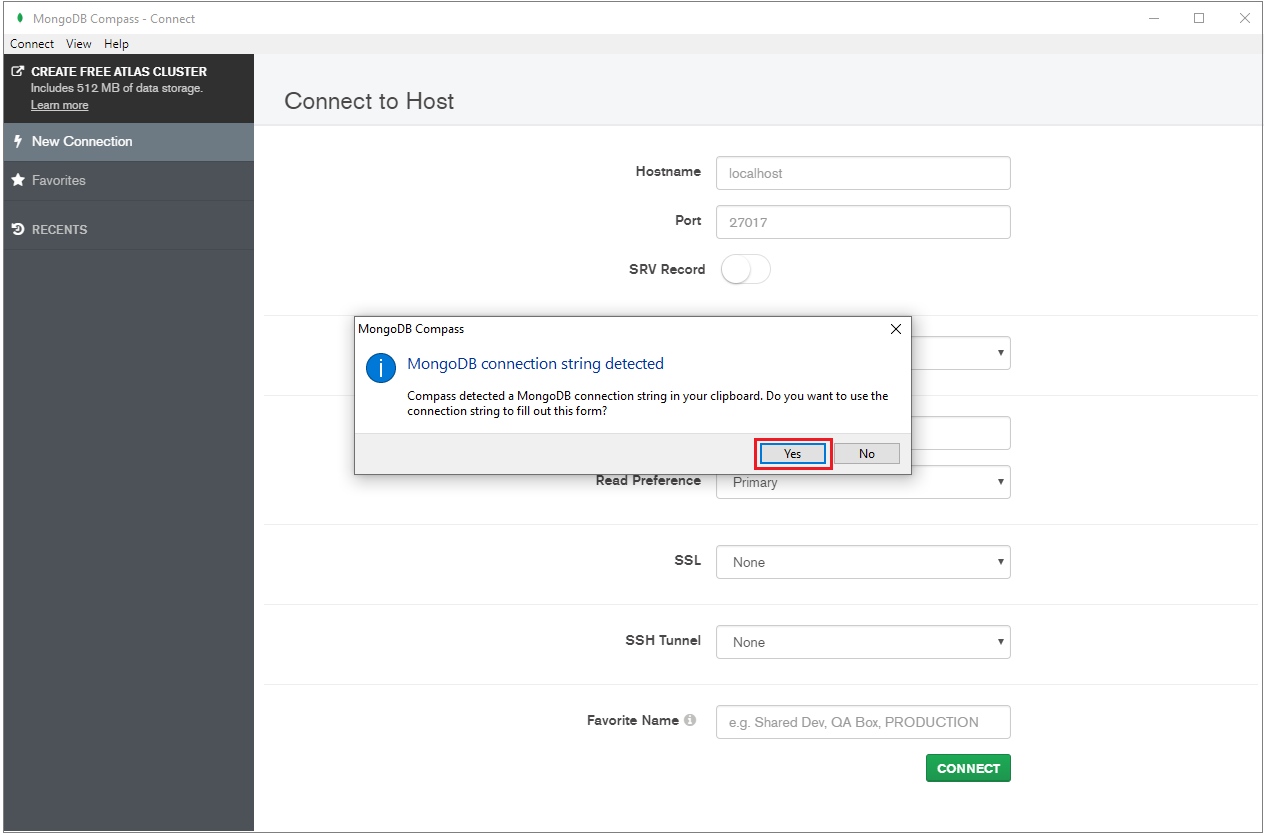 MongoDB Compass - Connect
Connect View Help
CREATE FREE ATLAS CLUSTER
Includes 512 MB of data storage.
Learn more
New Connection
Favorites
RECENTS
Connect to Host
Hostname localhost
Port 27017
SRV Record
MongoDB Compass
MongoDB connection string detected
Compass detected a MongoDB connection string in your clipboard. Do you want to use the
connection string to fill out this form?
Yes No
Read Preference Primary
SSL None
SSH Tunnel None
Favorite Name e.g. Shared Dev, QA Box, PRODUCTION
CONNECT